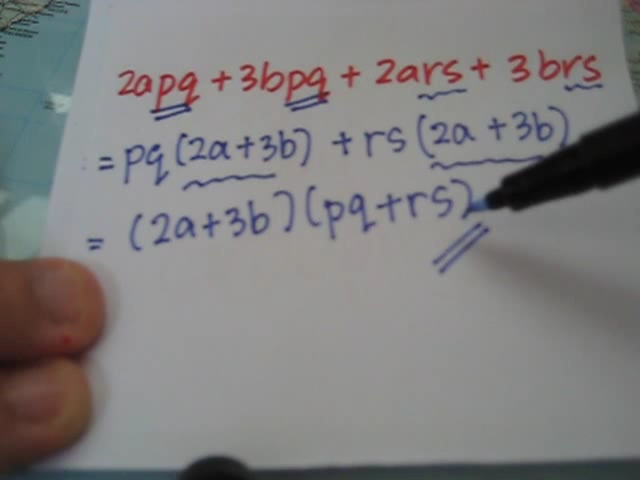 2apq + 3bpq + 2ars + 3brs
= pq (2a + 3b) + rs (2a + 3b)
= (2a+3b) (pq+rs)